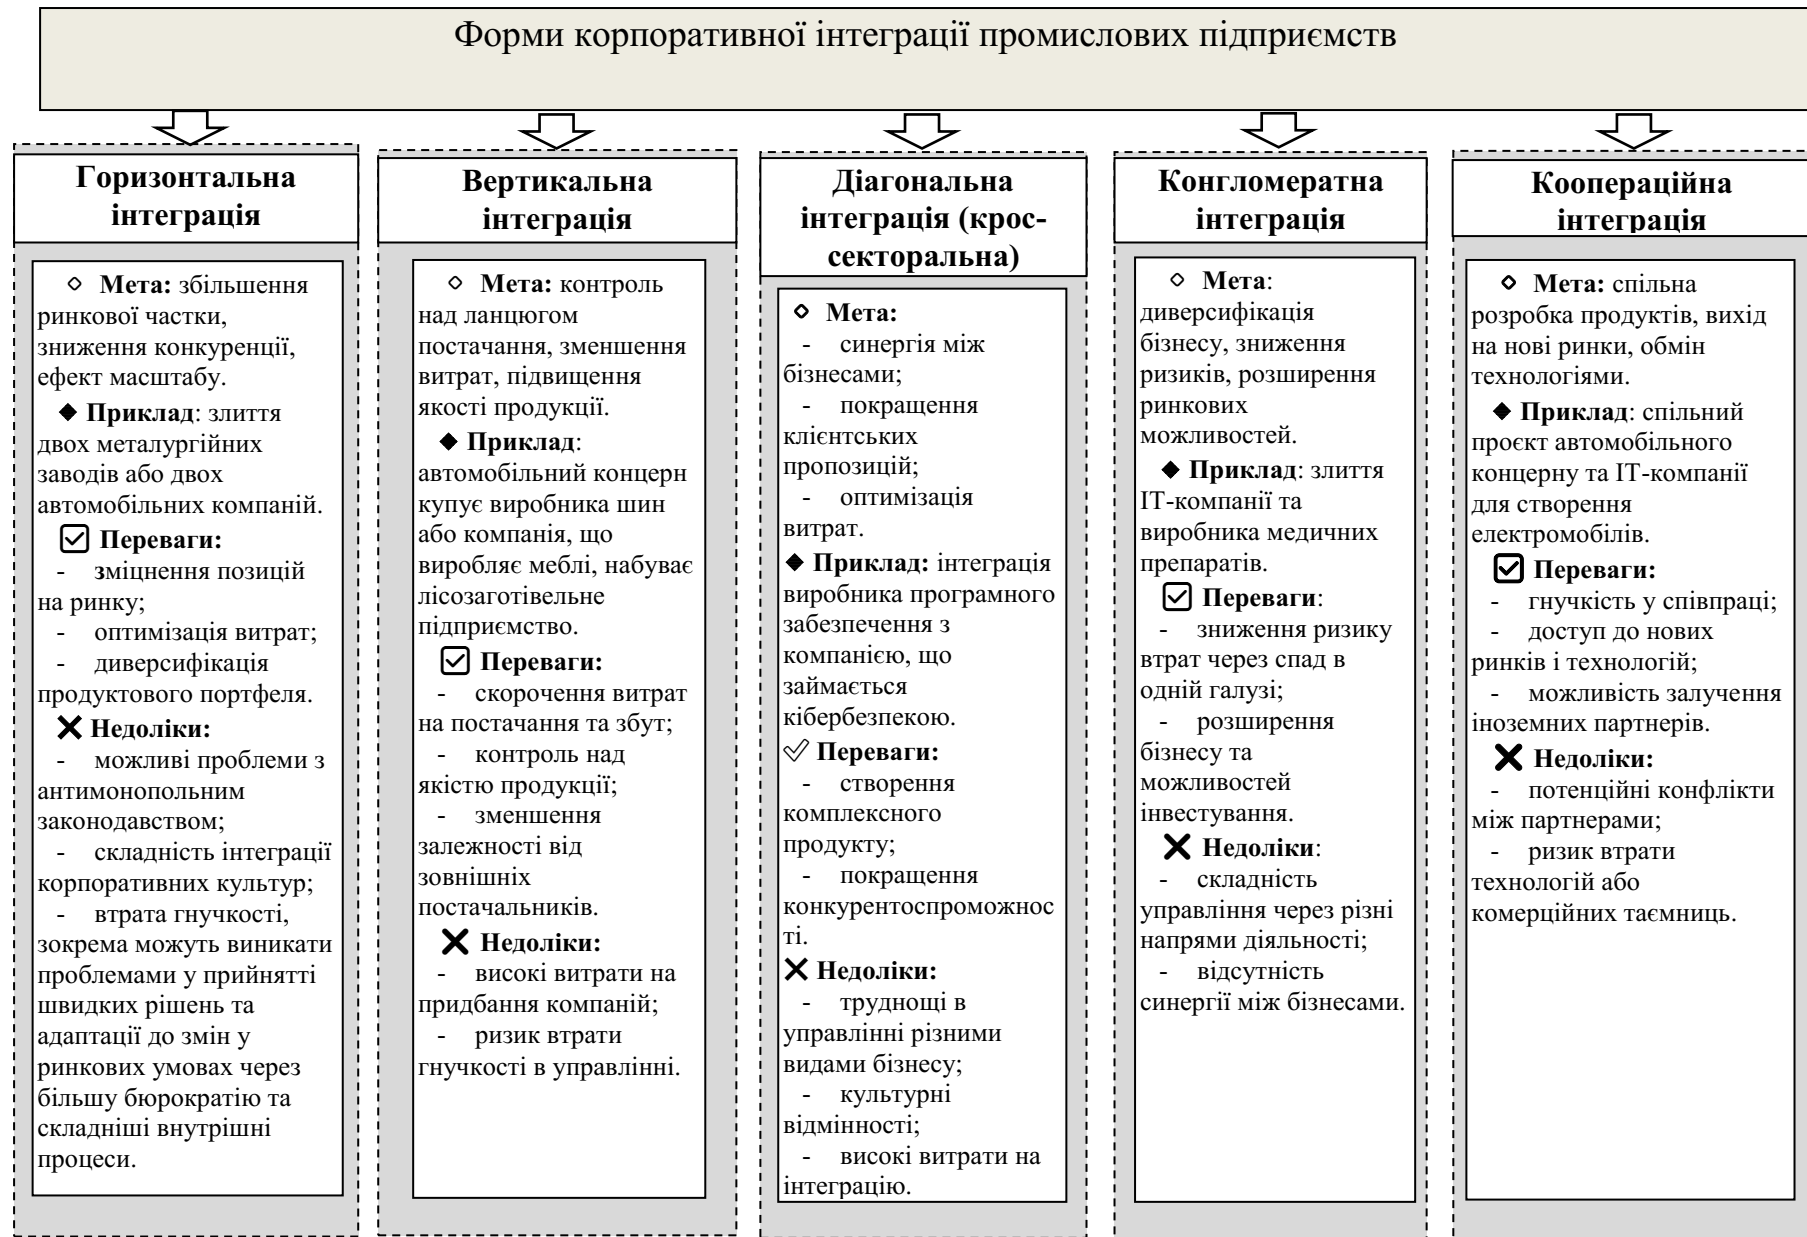 Форми корпоративної інтеграції промислових підприємств
Горизонтальна
інтеграція
◇ Мета: збільшення
ринкової частки,
зниження конкуренції,
ефект масштабу.
◆ Приклад: злиття
двох металургійних
заводів або двох
автомобільних компаній.
☑ Переваги:
- зміцнення позицій
на ринку;
- оптимізація витрат;
- диверсифікація
продуктового портфеля.
✕ Недоліки:
- можливі проблеми з
антимонопольним
законодавством;
- складність інтеграції
корпоративних культур;
- втрата гнучкості,
зокрема можуть виникати
проблемами у прийнятті
швидких рішень та
адаптації до змін у
ринкових умовах через
більшу бюрократію та
складніші внутрішні
процеси.
Вертикальна
інтеграція
◇ Мета: контроль
над ланцюгом
постачання, зменшення
витрат, підвищення
якості продукції.
◆ Приклад:
автомобільний концерн
купує виробника шин
або компанія, що
виробляє меблі, набуває
лісозаготівельне
підприємство.
☑ Переваги:
- скорочення витрат
на постачання та збут;
- контроль над
якістю продукції;
- зменшення
залежності від
зовнішніх
постачальників.
✕ Недоліки:
- високі витрати на
придбання компаній;
- ризик втрати
гнучкості в управлінні.
Діагональна
інтеграція (крос-
секторальна)
◇ Мета:
- синергія між
бізнесами;
- покращення
клієнтських
пропозицій;
- оптимізація
витрат.
◆ Приклад: інтеграція
виробника програмного
забезпечення з
компанією, що
займається
кібербезпекою.
✓ Переваги:
- створення
комплексного
продукту;
- покращення
конкурентоспроможнос
ті.
✕ Недоліки:
- труднощі в
управлінні різними
видами бізнесу;
- культурні
відмінності;
- високі витрати на
інтеграцію.
Конгломератна
інтеграція
◇ Мета:
диверсифікація
бізнесу, зниження
ризиків, розширення
ринкових
можливостей.
◆ Приклад: злиття
ІТ-компанії та
виробника медичних
препаратів.
☑ Переваги:
- зниження ризику
втрат через спад в
одній галузі;
- розширення
бізнесу та
можливостей
інвестування.
✕ Недоліки:
- складність
управління через різні
напрями діяльності;
- відсутність
синергії між бізнесами.
Коопераційна
інтеграція
◇ Мета: спільна
розробка продуктів, вихід
на нові ринки, обмін
технологіями.
◆ Приклад: спільний
проєкт автомобільного
концерну та ІТ-компанії
для створення
електромобілів.
☑ Переваги:
- гнучкість у співпраці;
- доступ до нових
ринків і технологій;
- можливість залучення
іноземних партнерів.
✕ Недоліки:
- потенційні конфлікти
між партнерами;
- ризик втрати
технологій або
комерційних таємниць.